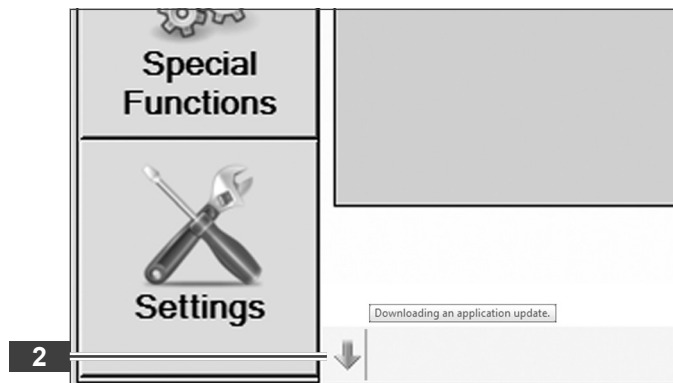 Special
Functions
Settings
Downloading an application update.
2